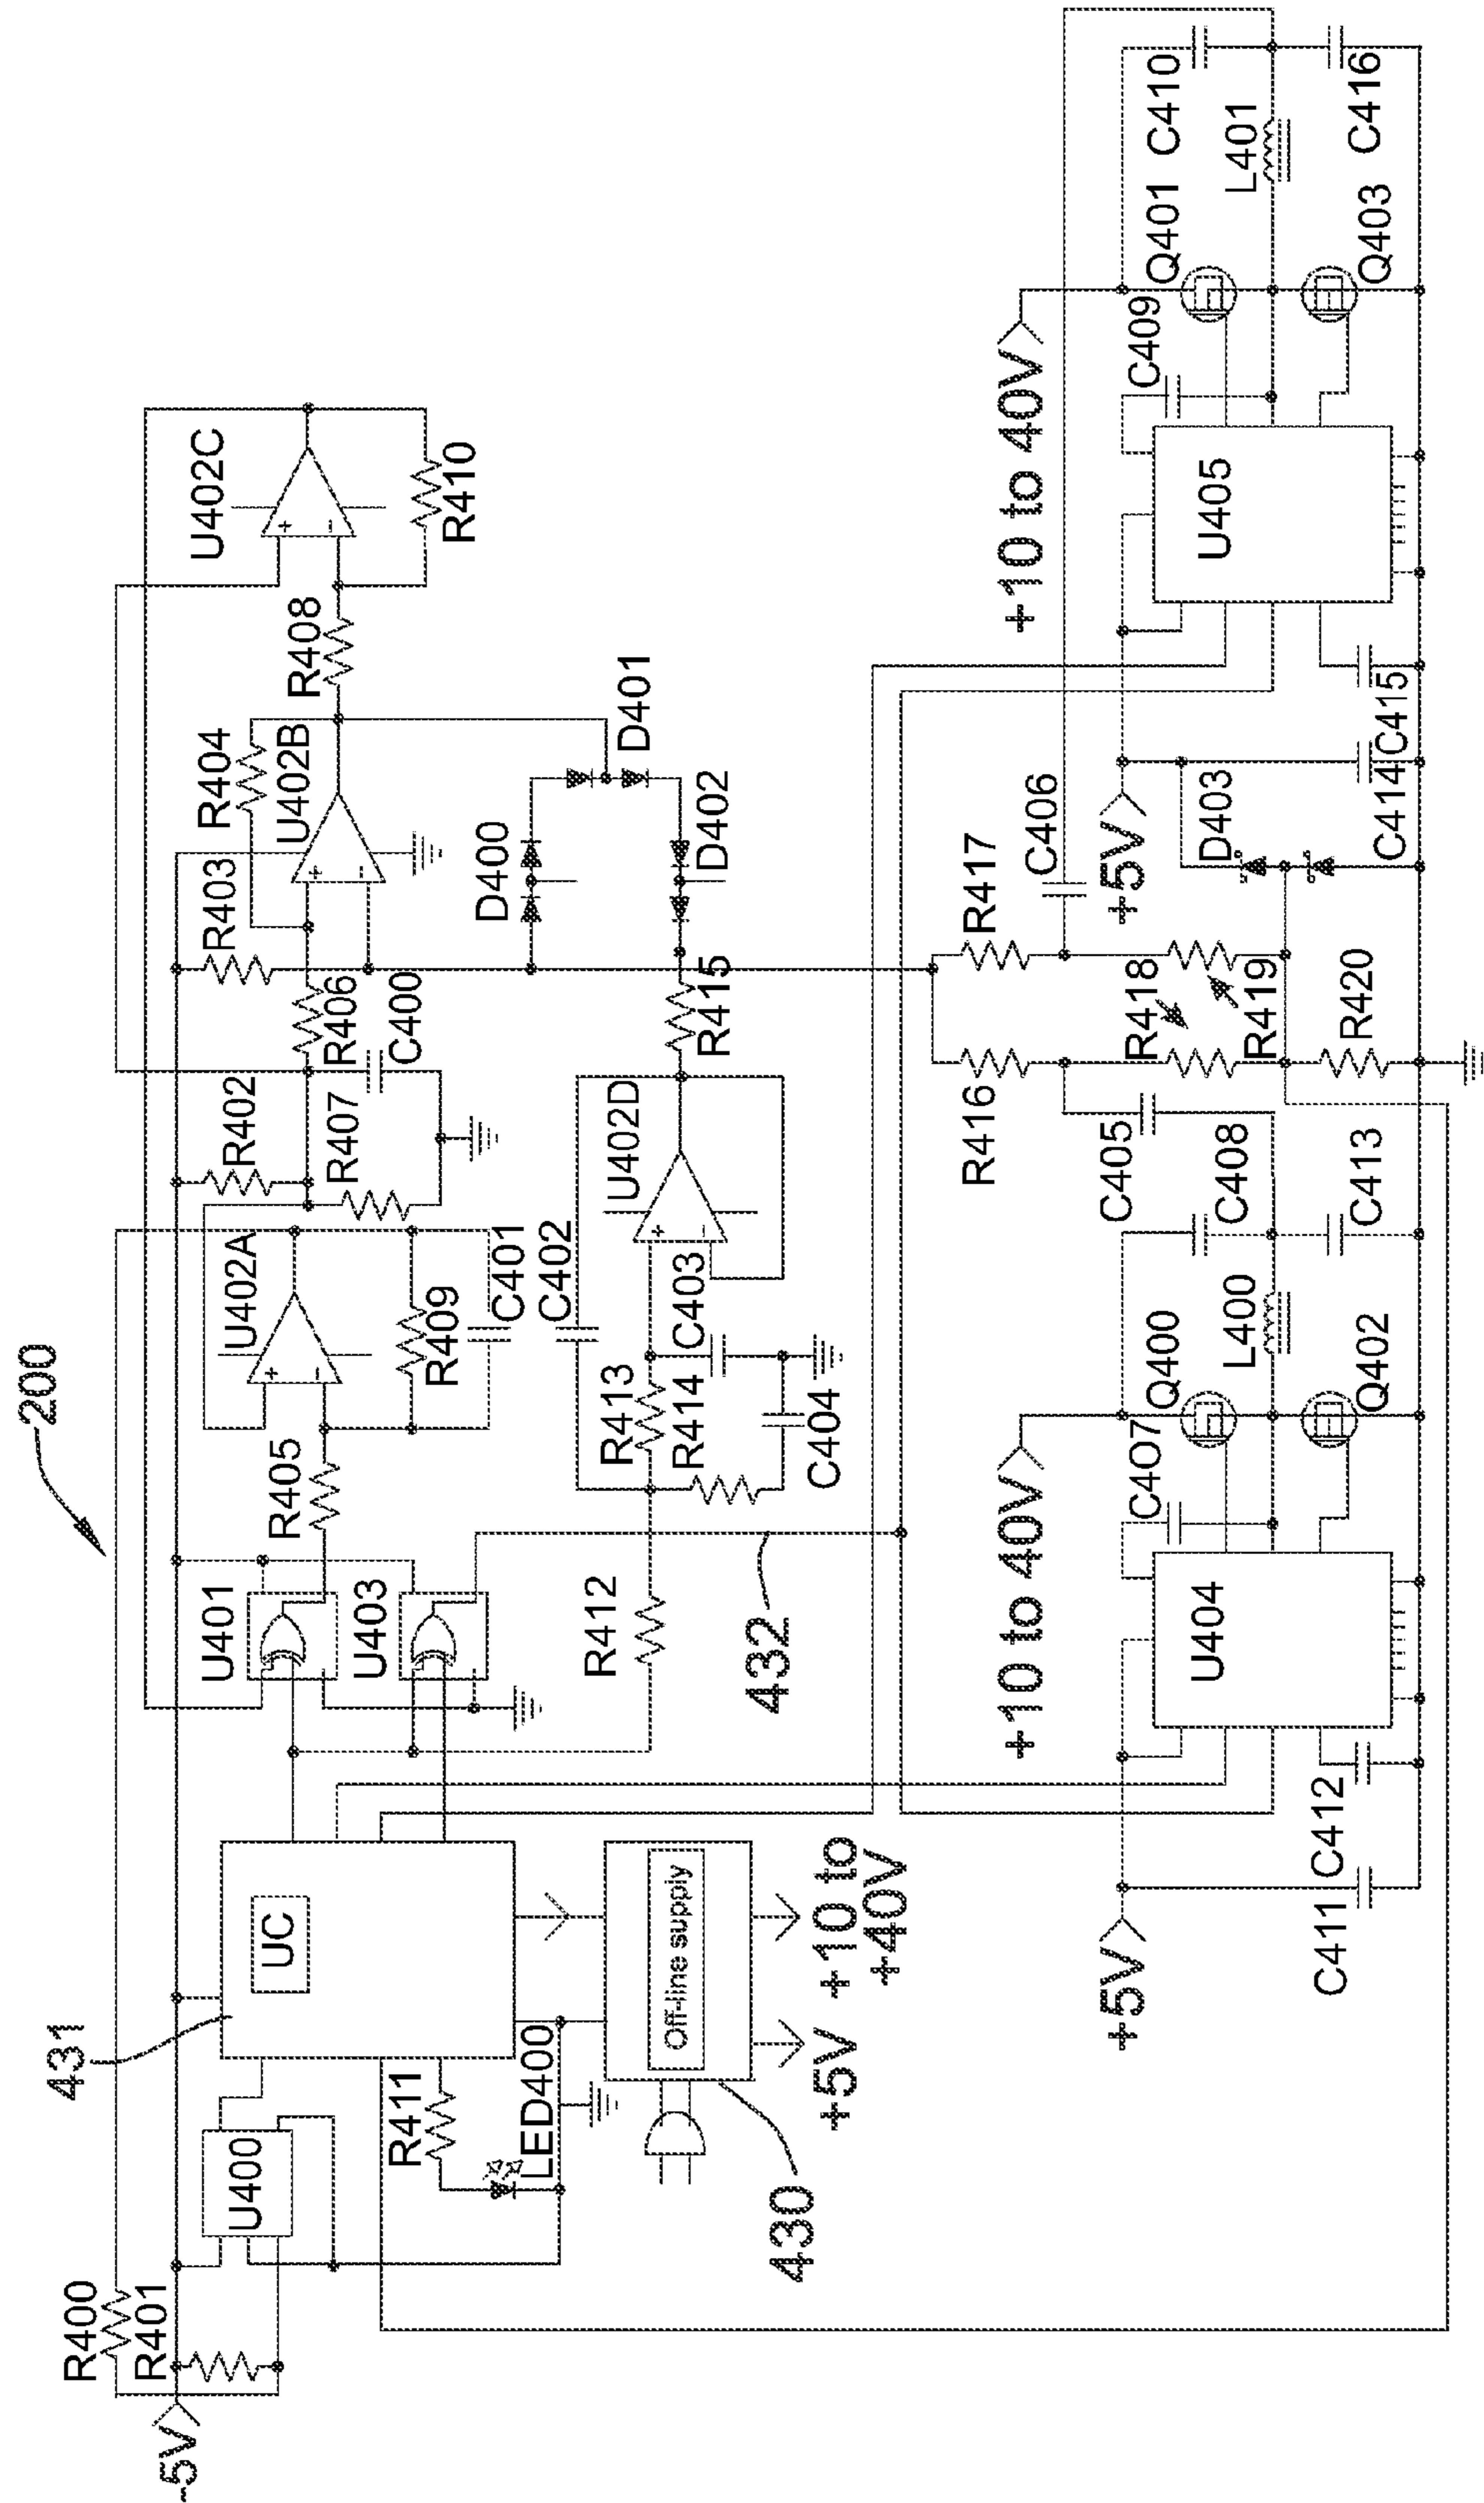 200
U402C
R410
R408
R404
U402B
D401
R403
D400
D402
R406
C400
R415
R402
R407
U402D
U402A
C401
C402
R409
C403
R413
R414
C404
R405
U401
U403
R412
432
431
UC
U400
R411
LED400
Off-line supply
430
+5V
+10 to
+40V
R400
R401
-5V
C410
L401
C416
Q401
Q403
+10 to 40V
C409
U405
C415
C414
D403
+5V
C406
R417
R418
R419
R420
R416
C405
C408
C413
L400
Q400
Q402
+10 to 40V
C407
U404
C412
C411
+5V
+
-
+
-
+
-
+
-